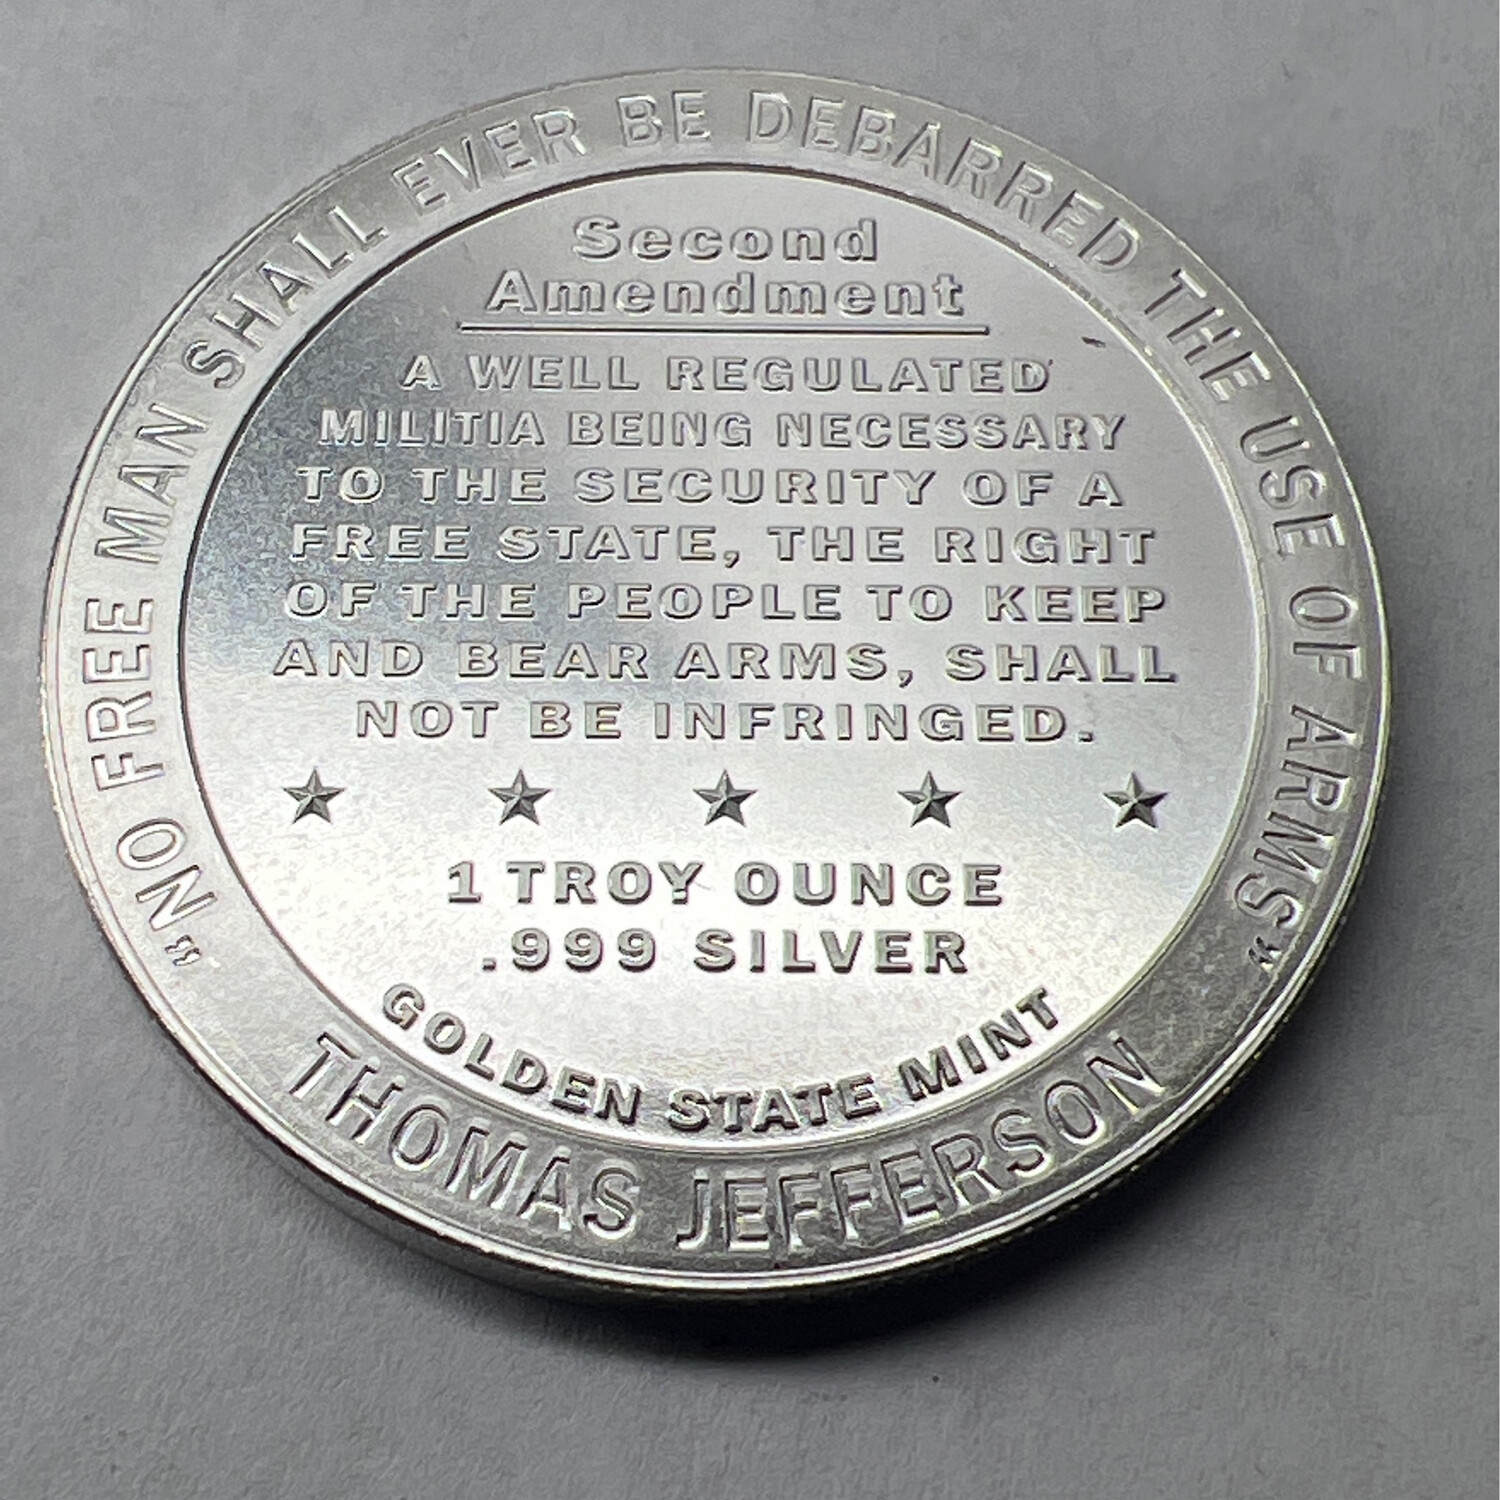 "NO FREE MAN SHALL EVER BE DEBARRED THE USE OF ARMS"
Second
Amendment
A WELL REGULATED
MILITIA BEING NECESSARY
TO THE SECURITY OF A
FREE STATE, THE RIGHT
OF THE PEOPLE TO KEEP
AND BEAR ARMS, SHALL
NOT BE INFRINGED.
1 TROY OUNCE
.999 SILVER
GOLDEN STATE MINT
THOMAS JEFFERSON